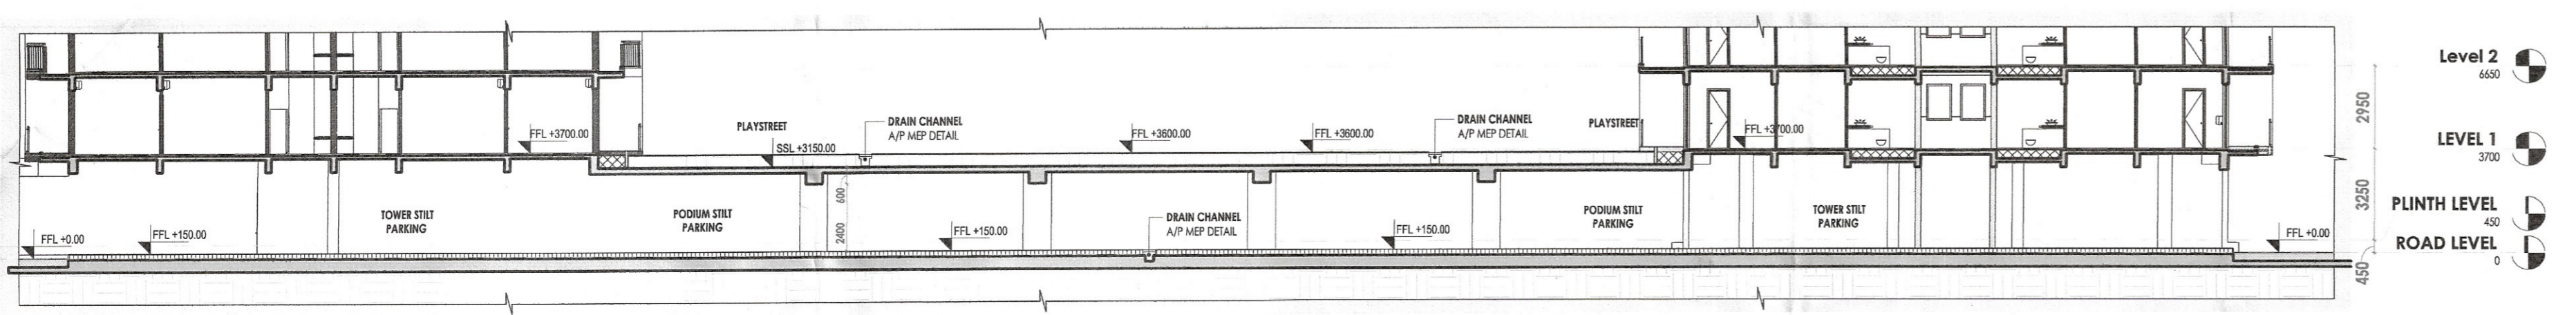 Level 2
6650
2950
FFL +3700.00
PLAYSTREET
SSL +3150.00
DRAIN CHANNEL
A/P MEP DETAIL
FFL +3600.00
FFL +3600.00
DRAIN CHANNEL
A/P MEP DETAIL
PLAYSTREET
FFL +3700.00
LEVEL 1
3700
600
3250
TOWER STILT
PARKING
PODIUM STILT
PARKING
2400
DRAIN CHANNEL
A/P MEP DETAIL
PODIUM STILT
PARKING
TOWER STILT
PARKING
PLINTH LEVEL
450
FFL +0.00
FFL +150.00
FFL +150.00
FFL +150.00
FFL +0.00
ROAD LEVEL
0
450